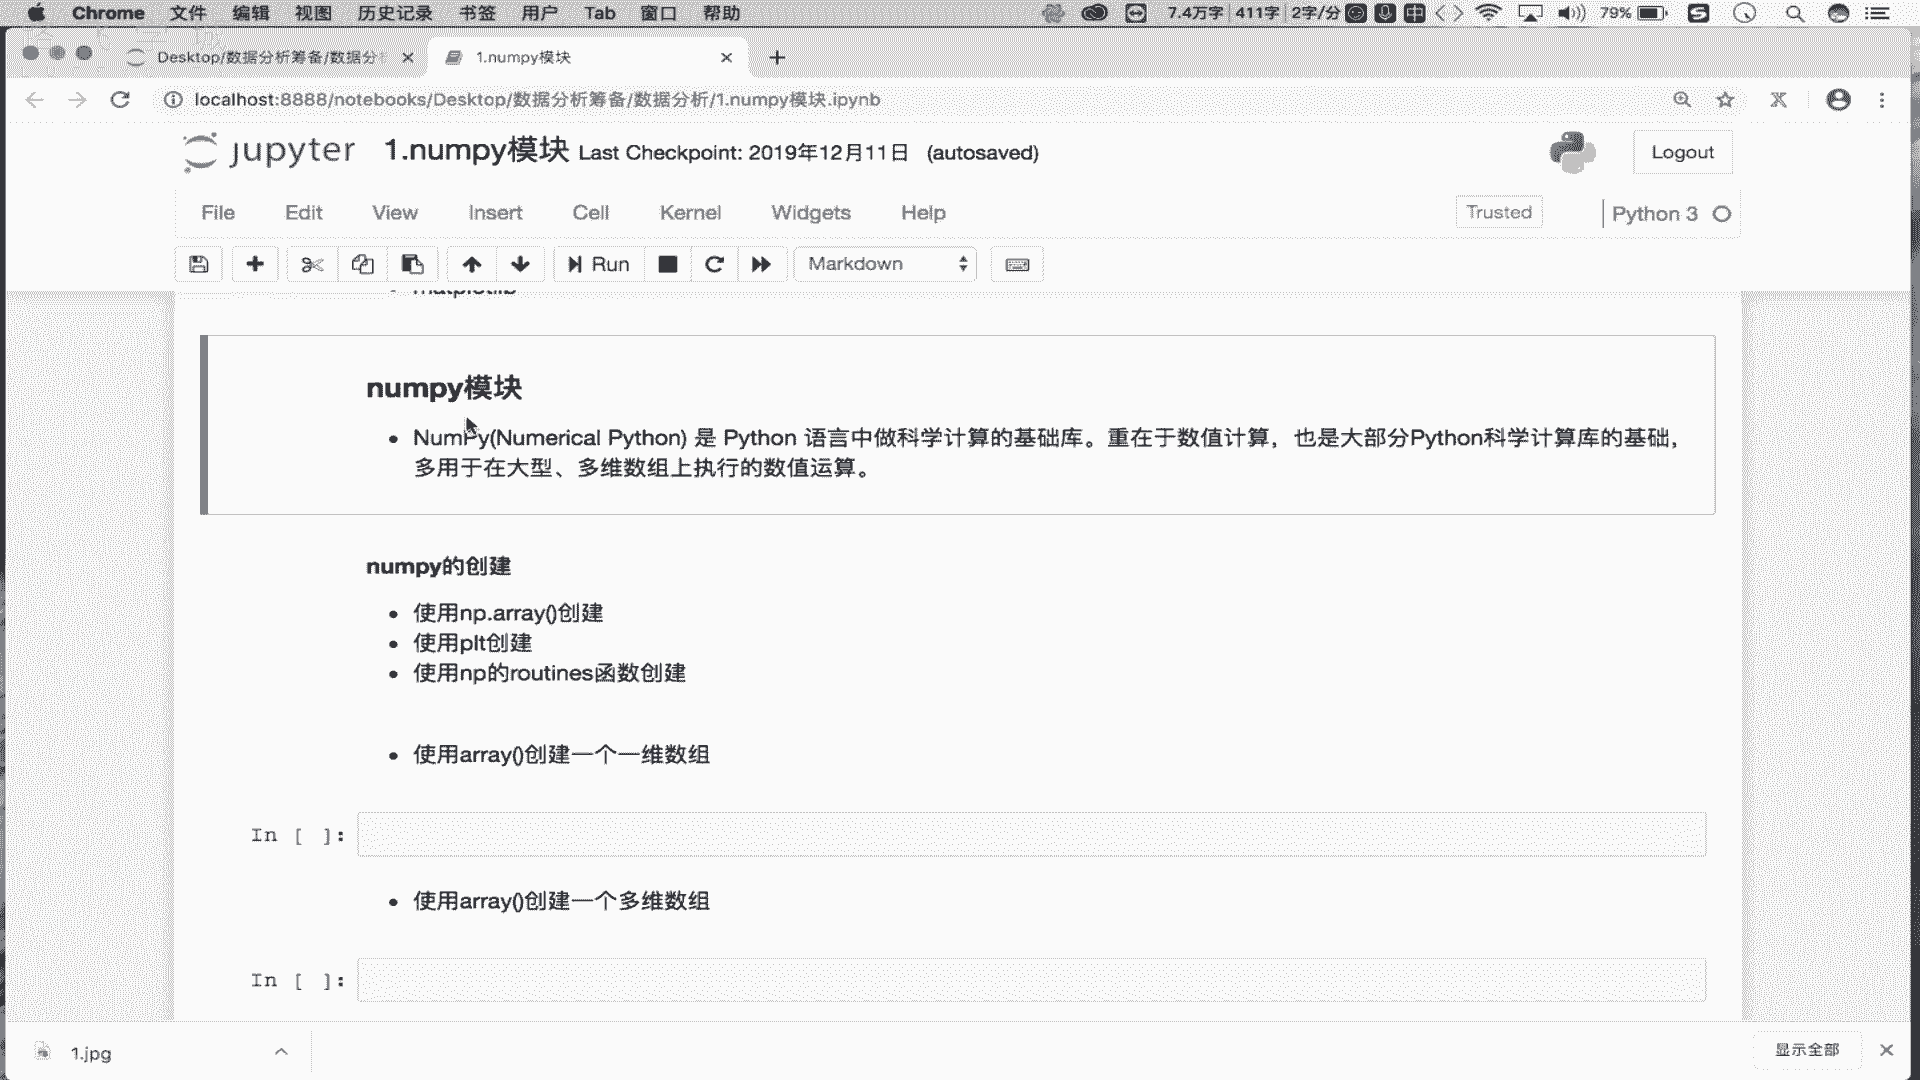 Chrome 文件 编辑 视图 历史记录 书签 用户 Tab 窗口 帮助 7.4万字 411字 2字/分 中 79%
Desktop/数据分析筹备/数据分 1.numpy模块
localhost:8888/notebooks/Desktop/数据分析筹备/数据分析/1.numpy模块.ipynb
jupyter 1.numpy模块 Last Checkpoint: 2019年12月11日 (autosaved) Logout
File Edit View Insert Cell Kernel Widgets Help Trusted Python 3
Run Markdown
matplotlib
numpy模块
NumPy(Numerical Python) 是 Python 语言中做科学计算的基础库。重在于数值计算，也是大部分Python科学计算库的基础，
多用于在大型、多维数组上执行的数值运算。
numpy的创建
使用np.array()创建
使用plt创建
使用np的routines函数创建
使用array()创建一个一维数组
In [ ]:
使用array()创建一个多维数组
In [ ]:
1.jpg 显示全部